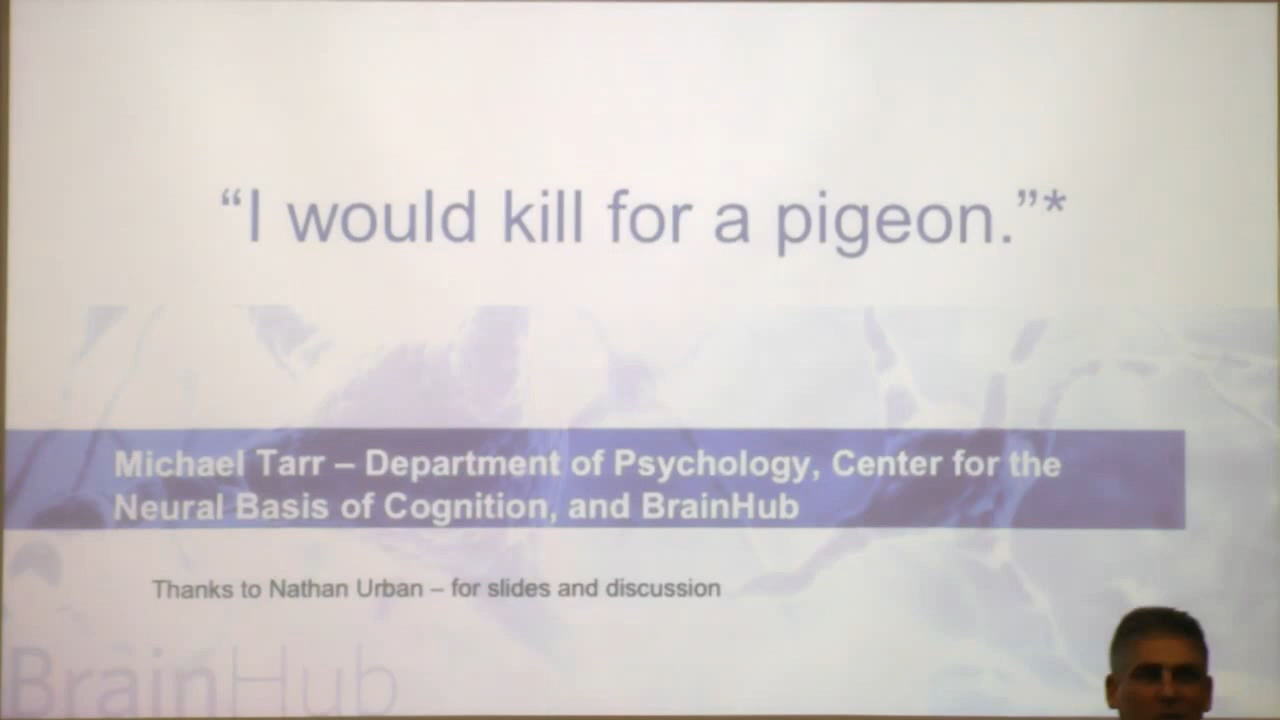 “I would kill for a pigeon.”*
Michael Tarr – Department of Psychology, Center for the
Neural Basis of Cognition, and BrainHub
Thanks to Nathan Urban – for slides and discussion
BrainHub